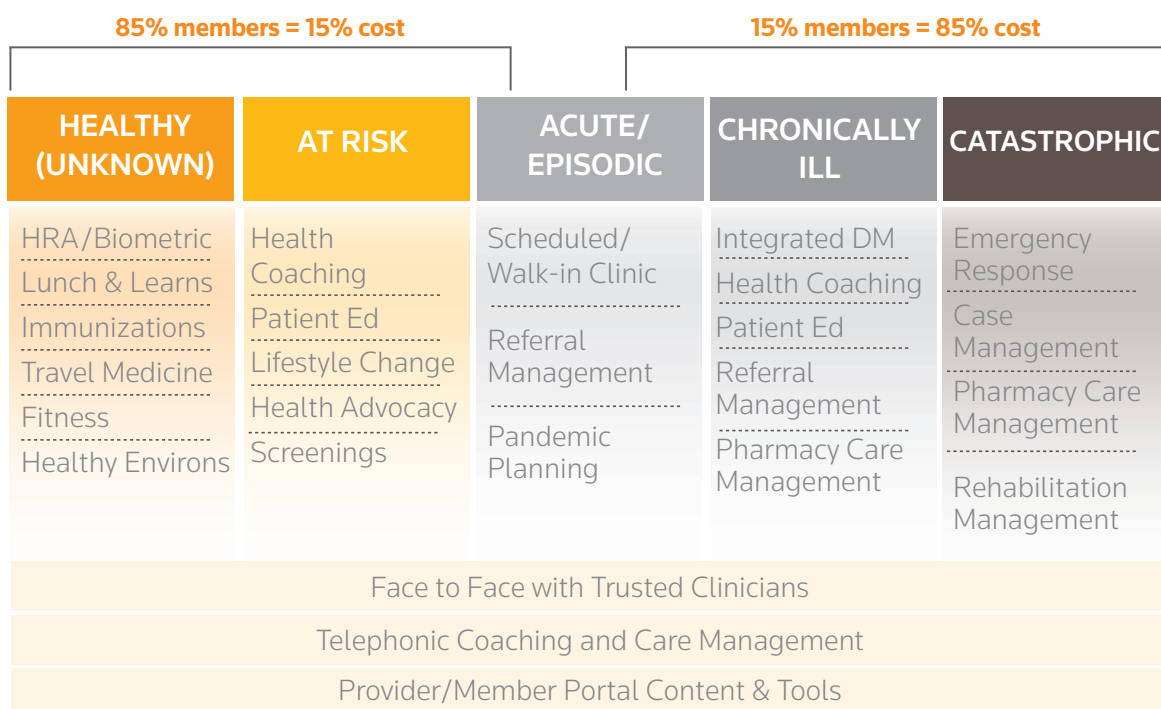 85% members = 15% cost
15% members = 85% cost
HEALTHY
(UNKNOWN)
AT RISK
ACUTE/
EPISODIC
CHRONICALLY
ILL
CATASTROPHIC
HRA/Biometric
Lunch & Learns
Immunizations
Travel Medicine
Fitness
Healthy Environs
Health
Coaching
Patient Ed
Lifestyle Change
Health Advocacy
Screenings
Scheduled/
Walk-in Clinic
Referral
Management
Pandemic
Planning
Integrated DM
Health Coaching
Patient Ed
Referral
Management
Pharmacy Care
Management
Emergency
Response
Case
Management
Pharmacy Care
Management
Rehabilitation
Management
Face to Face with Trusted Clinicians
Telephonic Coaching and Care Management
Provider/Member Portal Content & Tools